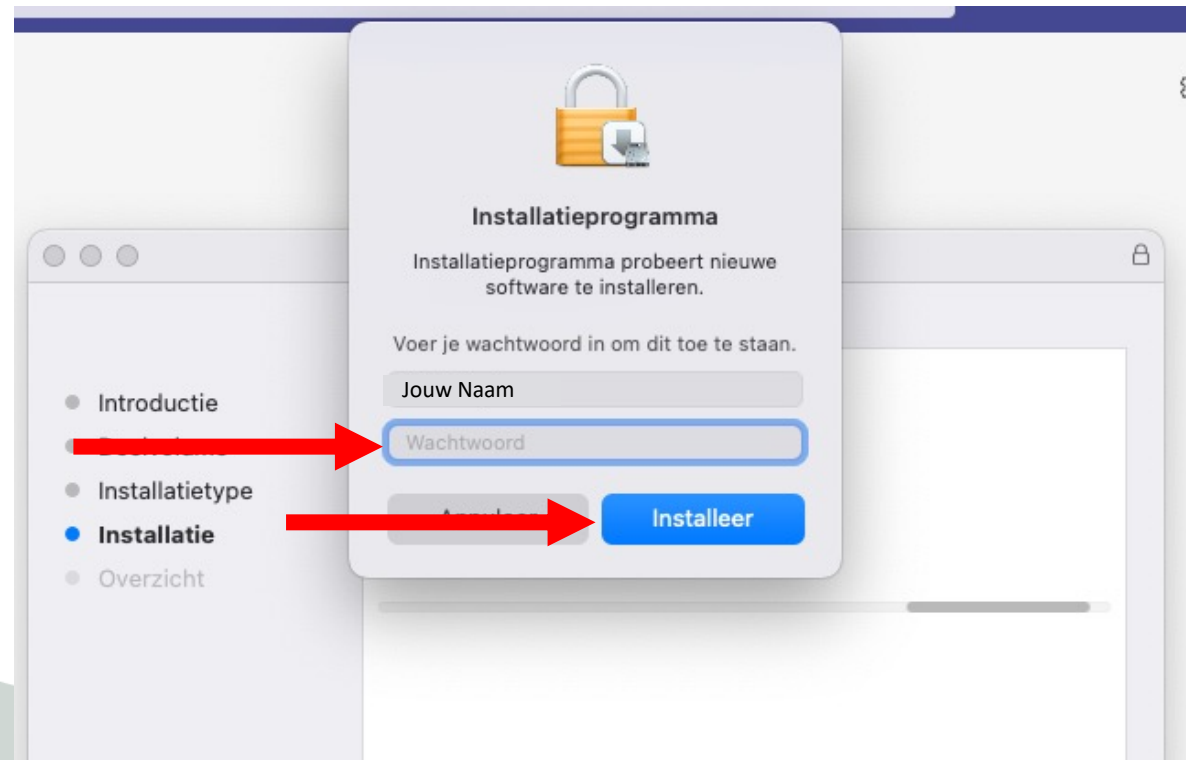 Installatieprogramma
Installatieprogramma probeert nieuwe
software te installeren.
Voer je wachtwoord in om dit toe te staan.
Jouw Naam
Wachtwoord
Installeer
Introductie
Installatietype
Installatie
Overzicht